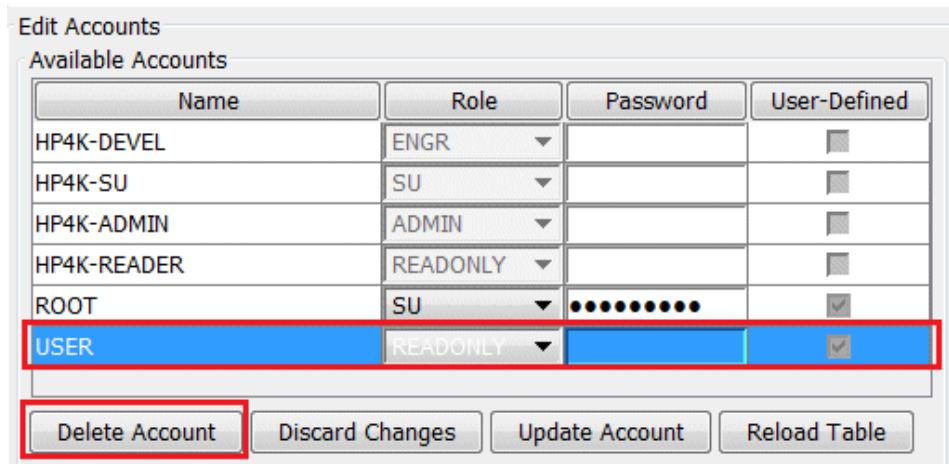 Edit Accounts
Available Accounts
Name Role Password User-Defined
HP4K-DEVEL ENGR
HP4K-SU SU
HP4K-ADMIN ADMIN
HP4K-READER READONLY
ROOT SU ●●●●●●●●●
USER READONLY
Delete Account Discard Changes Update Account Reload Table